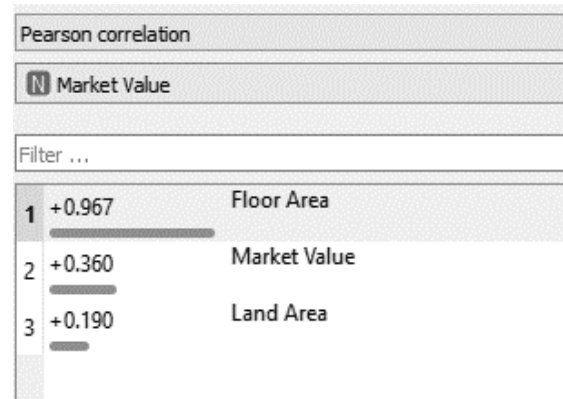 Pearson correlation
N Market Value
Filter ...
1 +0.967 Floor Area
2 +0.360 Market Value
3 +0.190 Land Area